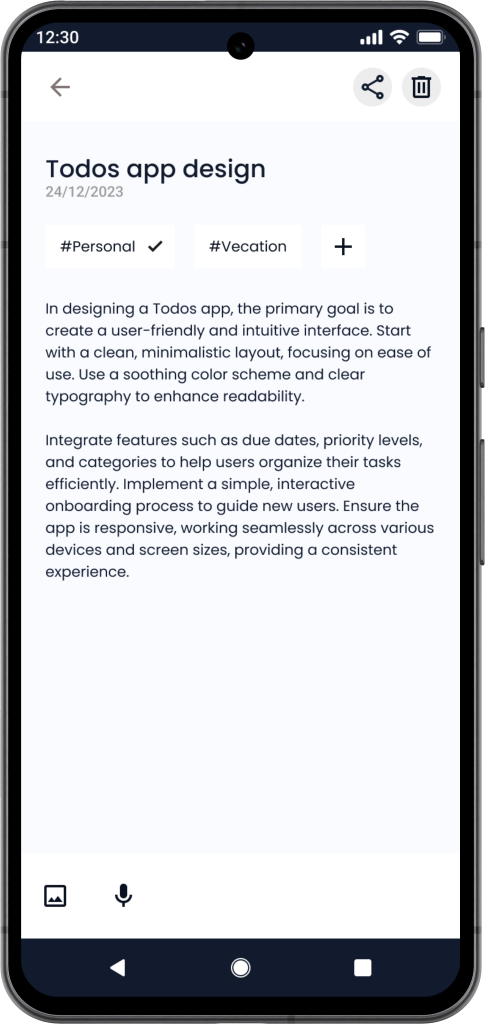 12:30
Todos app design
24/12/2023
#Personal
#Vecation
In designing a Todos app, the primary goal is to
create a user-friendly and intuitive interface. Start
with a clean, minimalistic layout, focusing on ease of
use. Use a soothing color scheme and clear
typography to enhance readability.
Integrate features such as due dates, priority levels,
and categories to help users organize their tasks
efficiently. Implement a simple, interactive
onboarding process to guide new users. Ensure the
app is responsive, working seamlessly across various
devices and screen sizes, providing a consistent
experience.